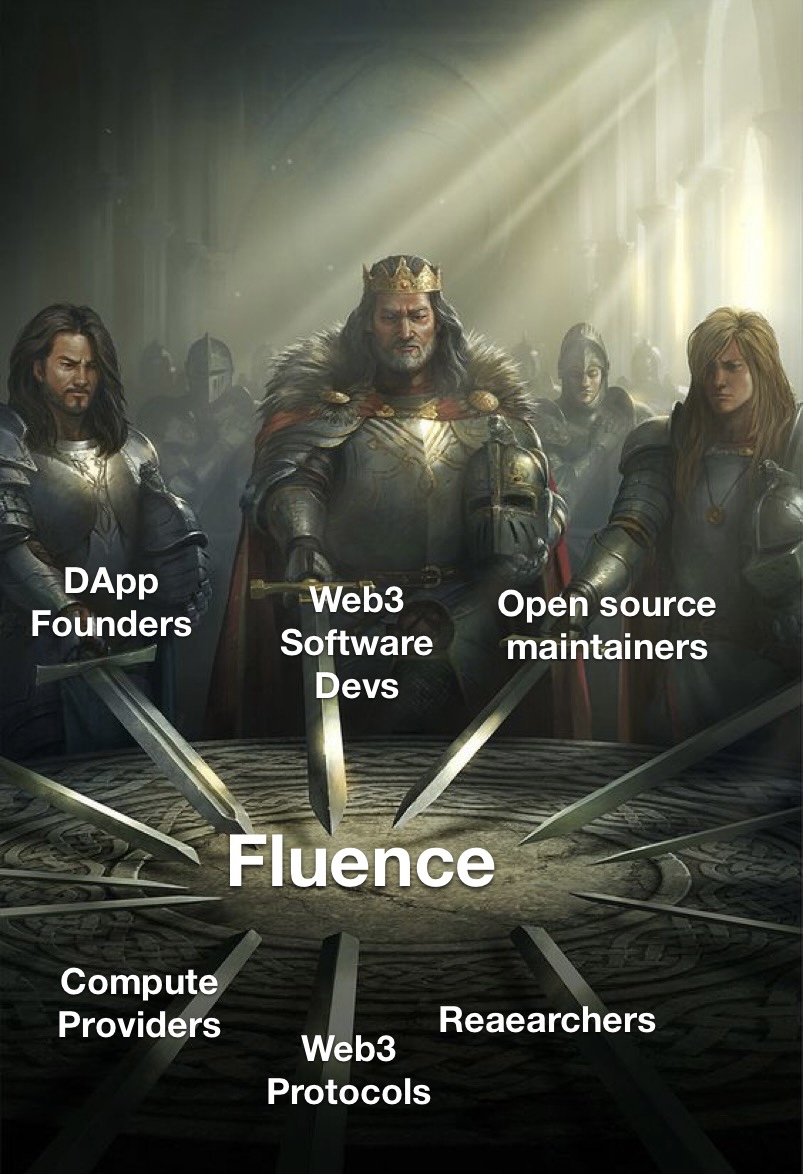 DApp
Founders
Web3
Software
Devs
Open source
maintainers
Fluence
Compute
Providers
Web3
Protocols
Reaearchers